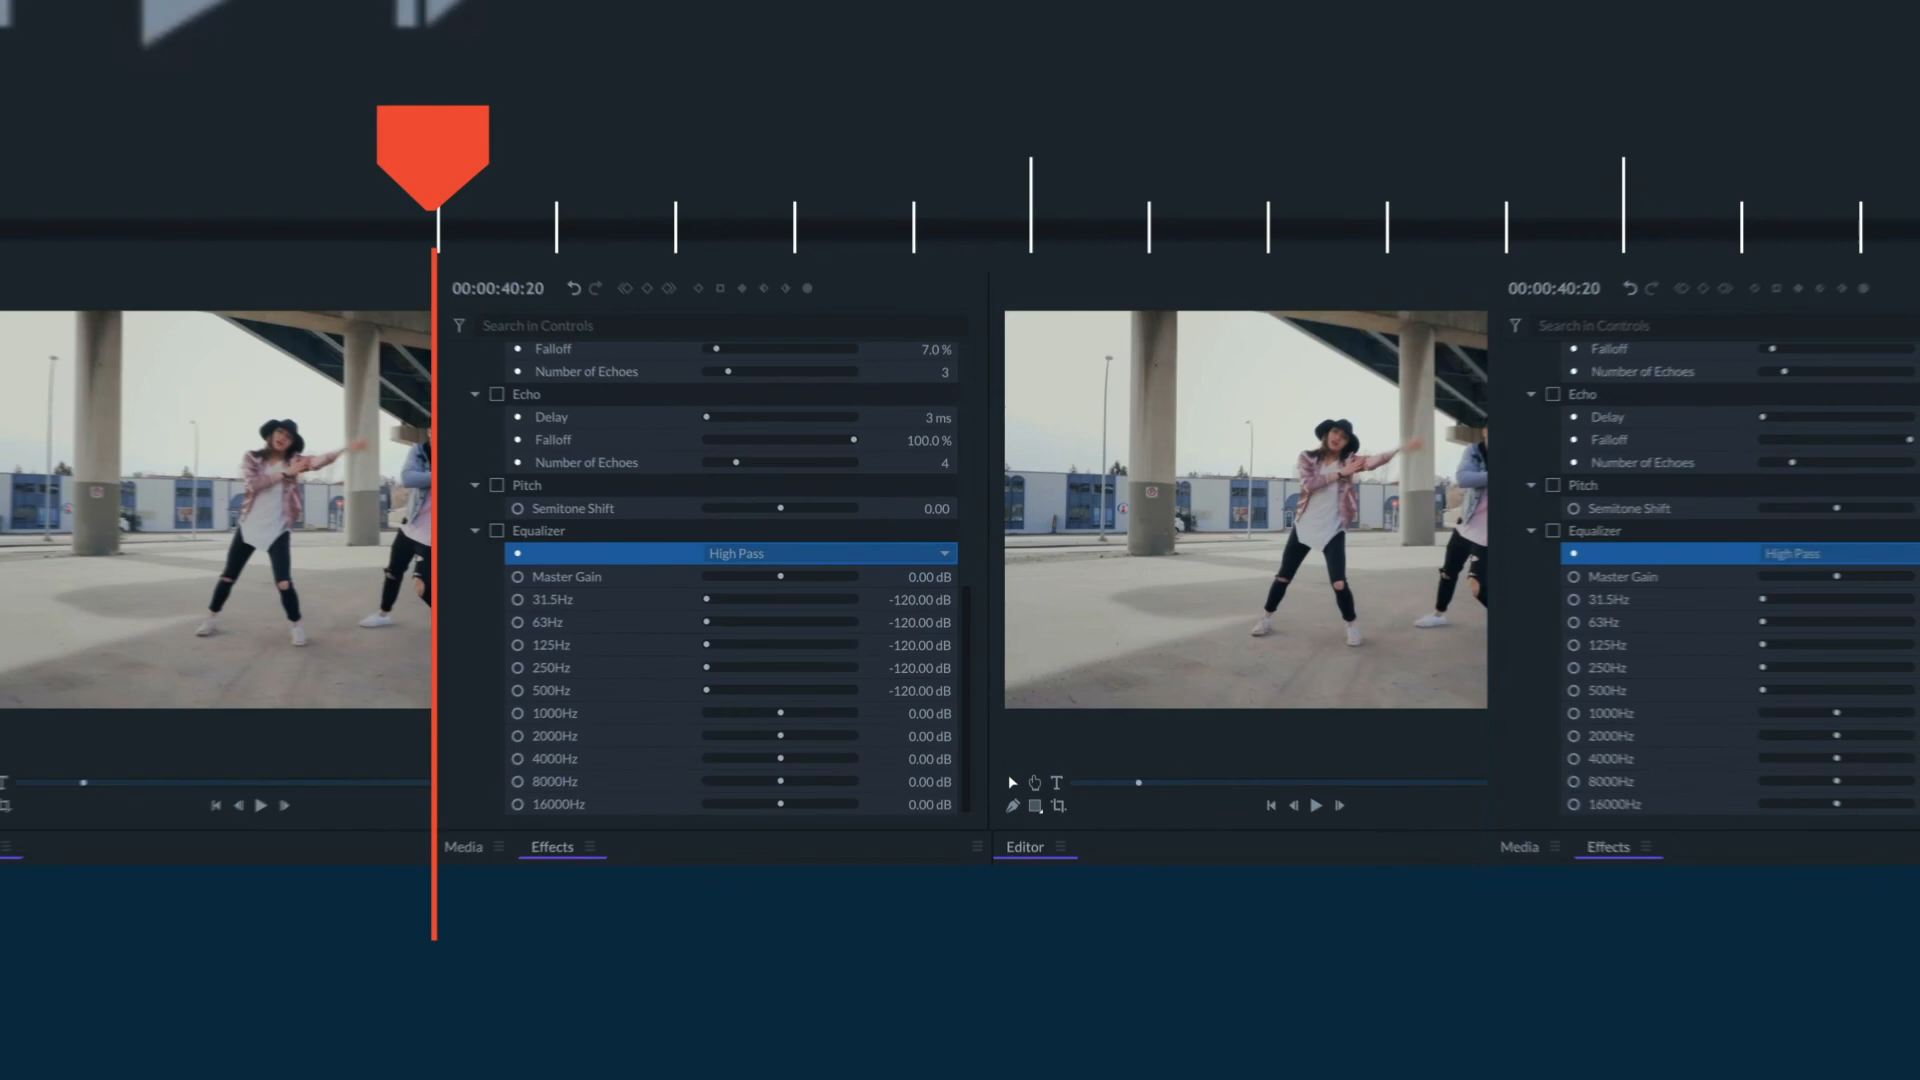 00:00:40:20
Search in Controls
Falloff 7.0 %
Number of Echoes 3
Echo
Delay 3 ms
Falloff 100.0 %
Number of Echoes 4
Pitch
Semitone Shift 0.00
Equalizer
High Pass
Master Gain 0.00 dB
31.5Hz -120.00 dB
63Hz -120.00 dB
125Hz -120.00 dB
250Hz -120.00 dB
500Hz -120.00 dB
1000Hz 0.00 dB
2000Hz 0.00 dB
4000Hz 0.00 dB
8000Hz 0.00 dB
16000Hz 0.00 dB
Media Effects
Editor
00:00:40:20
Search in Controls
Falloff
Number of Echoes
Echo
Delay
Falloff
Number of Echoes
Pitch
Semitone Shift
Equalizer
High Pass
Master Gain
31.5Hz
63Hz
125Hz
250Hz
500Hz
1000Hz
2000Hz
4000Hz
8000Hz
16000Hz
Media Effects